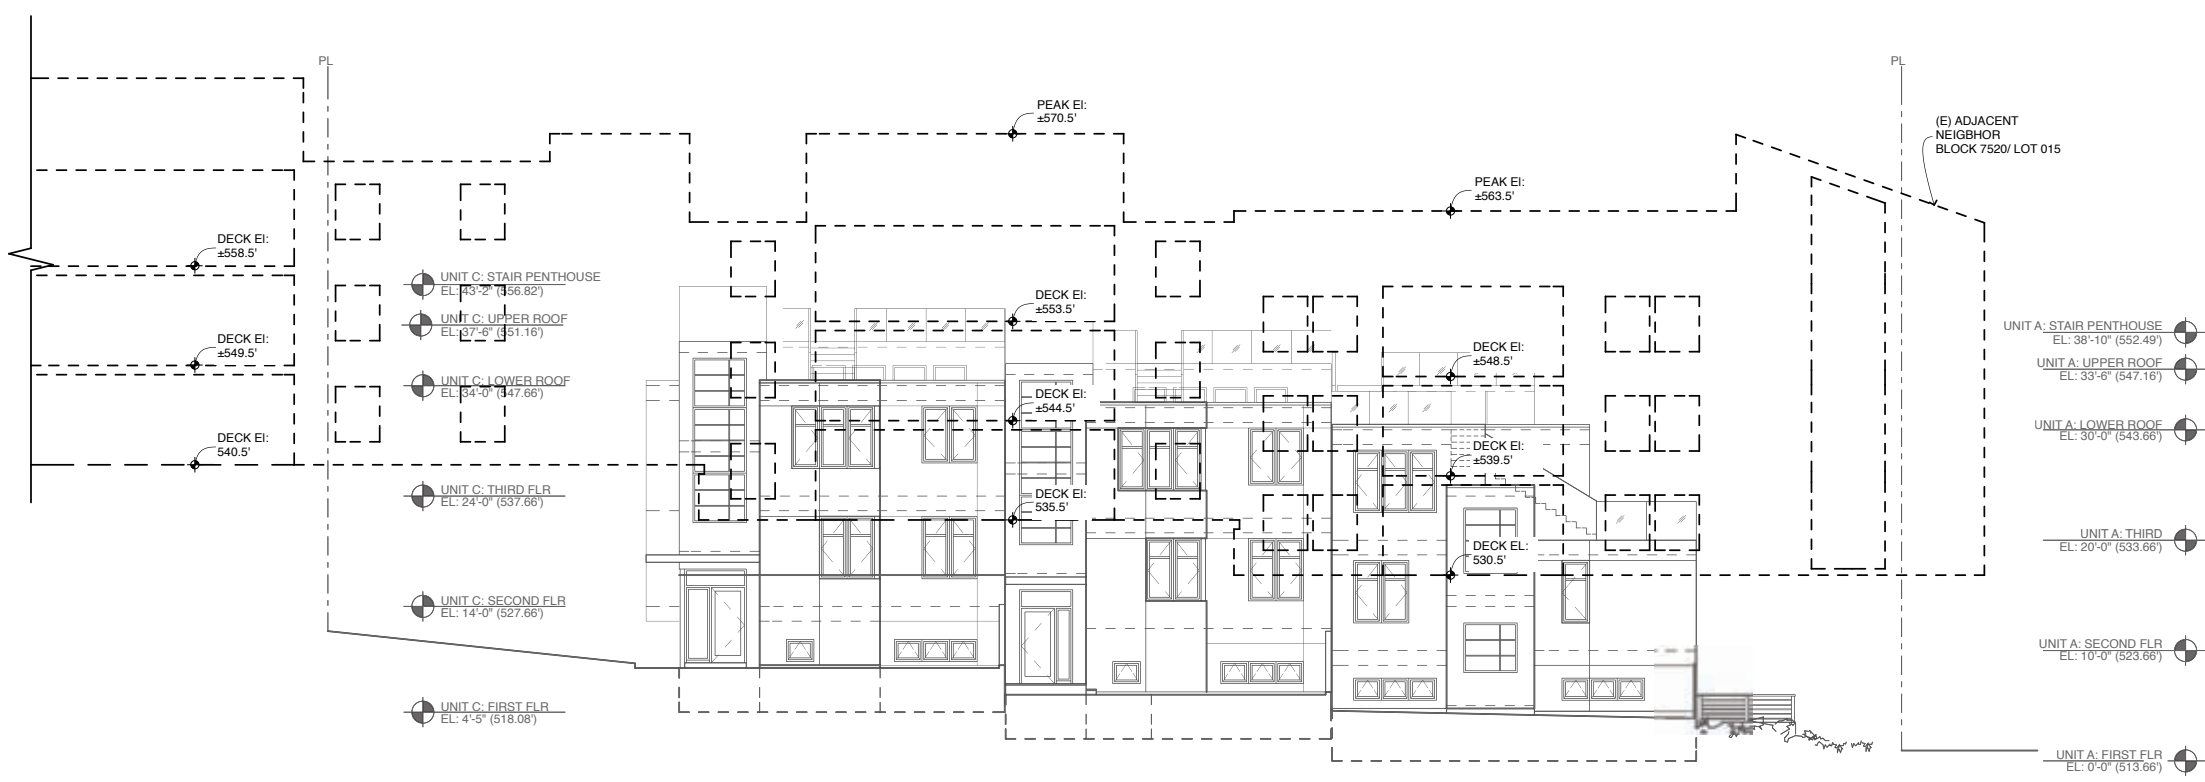 PL
PL
PEAK El:
±570.5'
(E) ADJACENT
NEIGBHOR
BLOCK 7520/ LOT 015
PEAK El:
±563.5'
DECK El:
±558.5'
DECK El:
±549.5'
DECK El:
540.5'
UNIT C: STAIR PENTHOUSE
EL: 43'-2" (556.82')
UNIT C: UPPER ROOF
EL: 37'-6" (551.16')
UNIT C: LOWER ROOF
EL: 34'-0" (547.66')
UNIT C: THIRD FLR
EL: 24'-0" (537.66')
UNIT C: SECOND FLR
EL: 14'-0" (527.66')
UNIT C: FIRST FLR
EL: 4'-5" (518.08')
DECK El:
±553.5'
DECK El:
±544.5'
DECK El:
535.5'
DECK El:
±548.5'
DECK El:
±539.5'
DECK EL:
530.5'
UNIT A: STAIR PENTHOUSE
EL: 38'-10" (552.49')
UNIT A: UPPER ROOF
EL: 33'-6" (547.16')
UNIT A: LOWER ROOF
EL: 30'-0" (543.66')
UNIT A: THIRD
EL: 20'-0" (533.66')
UNIT A: SECOND FLR
EL: 10'-0" (523.66')
UNIT A: FIRST FLR
EL: 0'-0" (513.66')